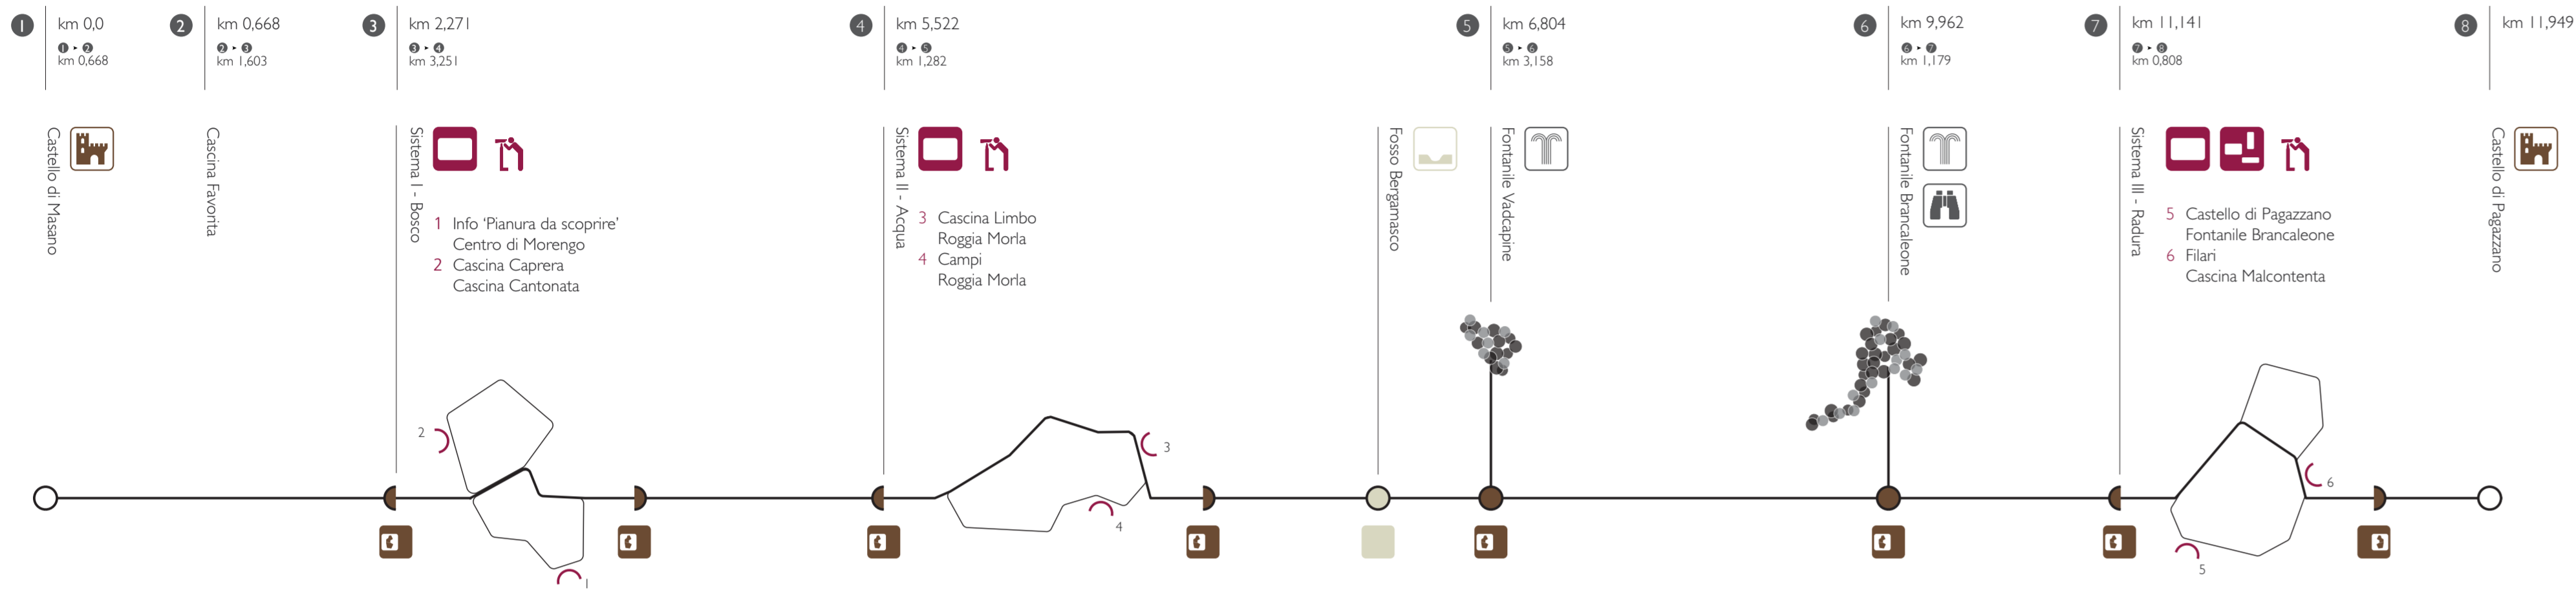 1 km 0,0
1 ▸ 2
km 0,668
Castello di Masano
2 km 0,668
2 ▸ 3
km 1,603
Cascina Favorita
3 km 2,271
3 ▸ 4
km 3,251
Sistema I - Bosco
1 Info ‘Pianura da scoprire’
Centro di Morengo
2 Cascina Caprera
Cascina Cantonata
4 km 5,522
4 ▸ 5
km 1,282
Sistema II - Acqua
3 Cascina Limbo
Roggia Morla
4 Campi
Roggia Morla
Fosso Bergamasco
5 km 6,804
5 ▸ 6
km 3,158
Fontanile Vadcapine
6 km 9,962
6 ▸ 7
km 1,179
Fontanile Brancaleone
7 km 11,141
7 ▸ 8
km 0,808
Sistema III - Radura
5 Castello di Pagazzano
Fontanile Brancaleone
6 Filari
Cascina Malcontenta
8 km 11,949
Castello di Pagazzano
2
1
3
4
6
5